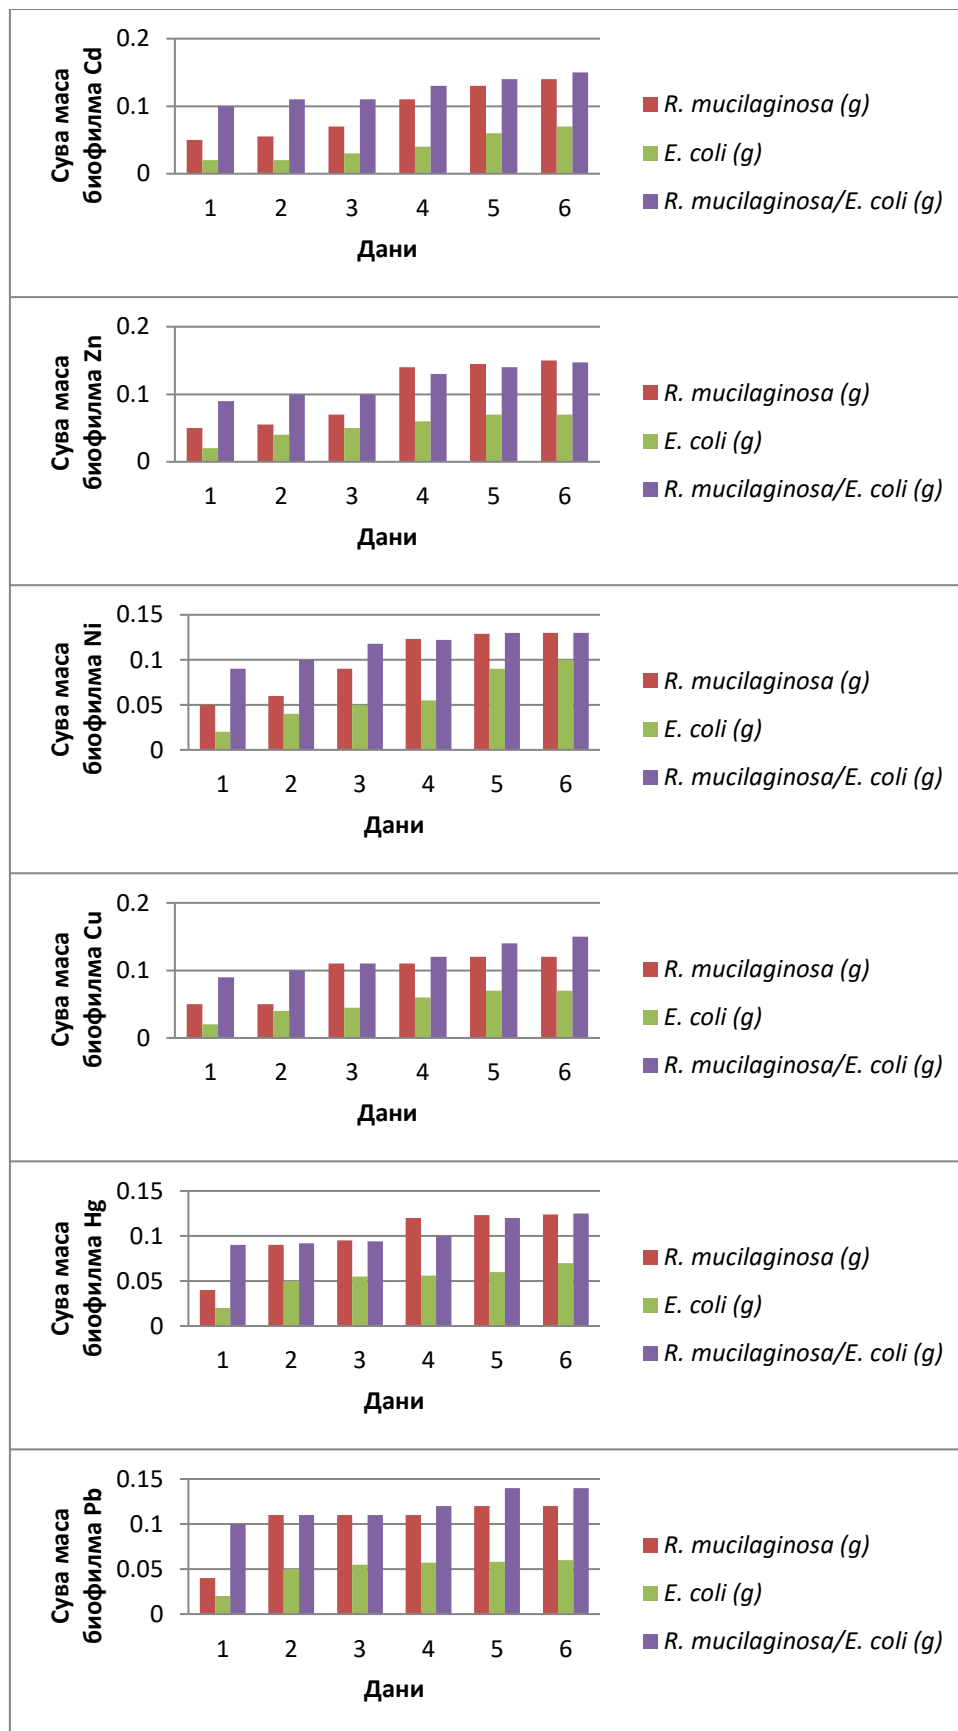 Сува маса
биофилма Cd
0.2
0.1
0
1 2 3 4 5 6
Дани
R. mucilaginosa (g)
E. coli (g)
R. mucilaginosa/E. coli (g)
Сува маса
биофилма Zn
0.2
0.1
0
1 2 3 4 5 6
Дани
R. mucilaginosa (g)
E. coli (g)
R. mucilaginosa/E. coli (g)
Сува маса
биофилма Ni
0.15
0.1
0.05
0
1 2 3 4 5 6
Дани
R. mucilaginosa (g)
E. coli (g)
R. mucilaginosa/E. coli (g)
Сува маса
биофилма Cu
0.2
0.1
0
1 2 3 4 5 6
Дани
R. mucilaginosa (g)
E. coli (g)
R. mucilaginosa/E. coli (g)
Сува маса
биофилма Hg
0.15
0.1
0.05
0
1 2 3 4 5 6
Дани
R. mucilaginosa (g)
E. coli (g)
R. mucilaginosa/E. coli (g)
Сува маса
биофилма Pb
0.15
0.1
0.05
0
1 2 3 4 5 6
Дани
R. mucilaginosa (g)
E. coli (g)
R. mucilaginosa/E. coli (g)